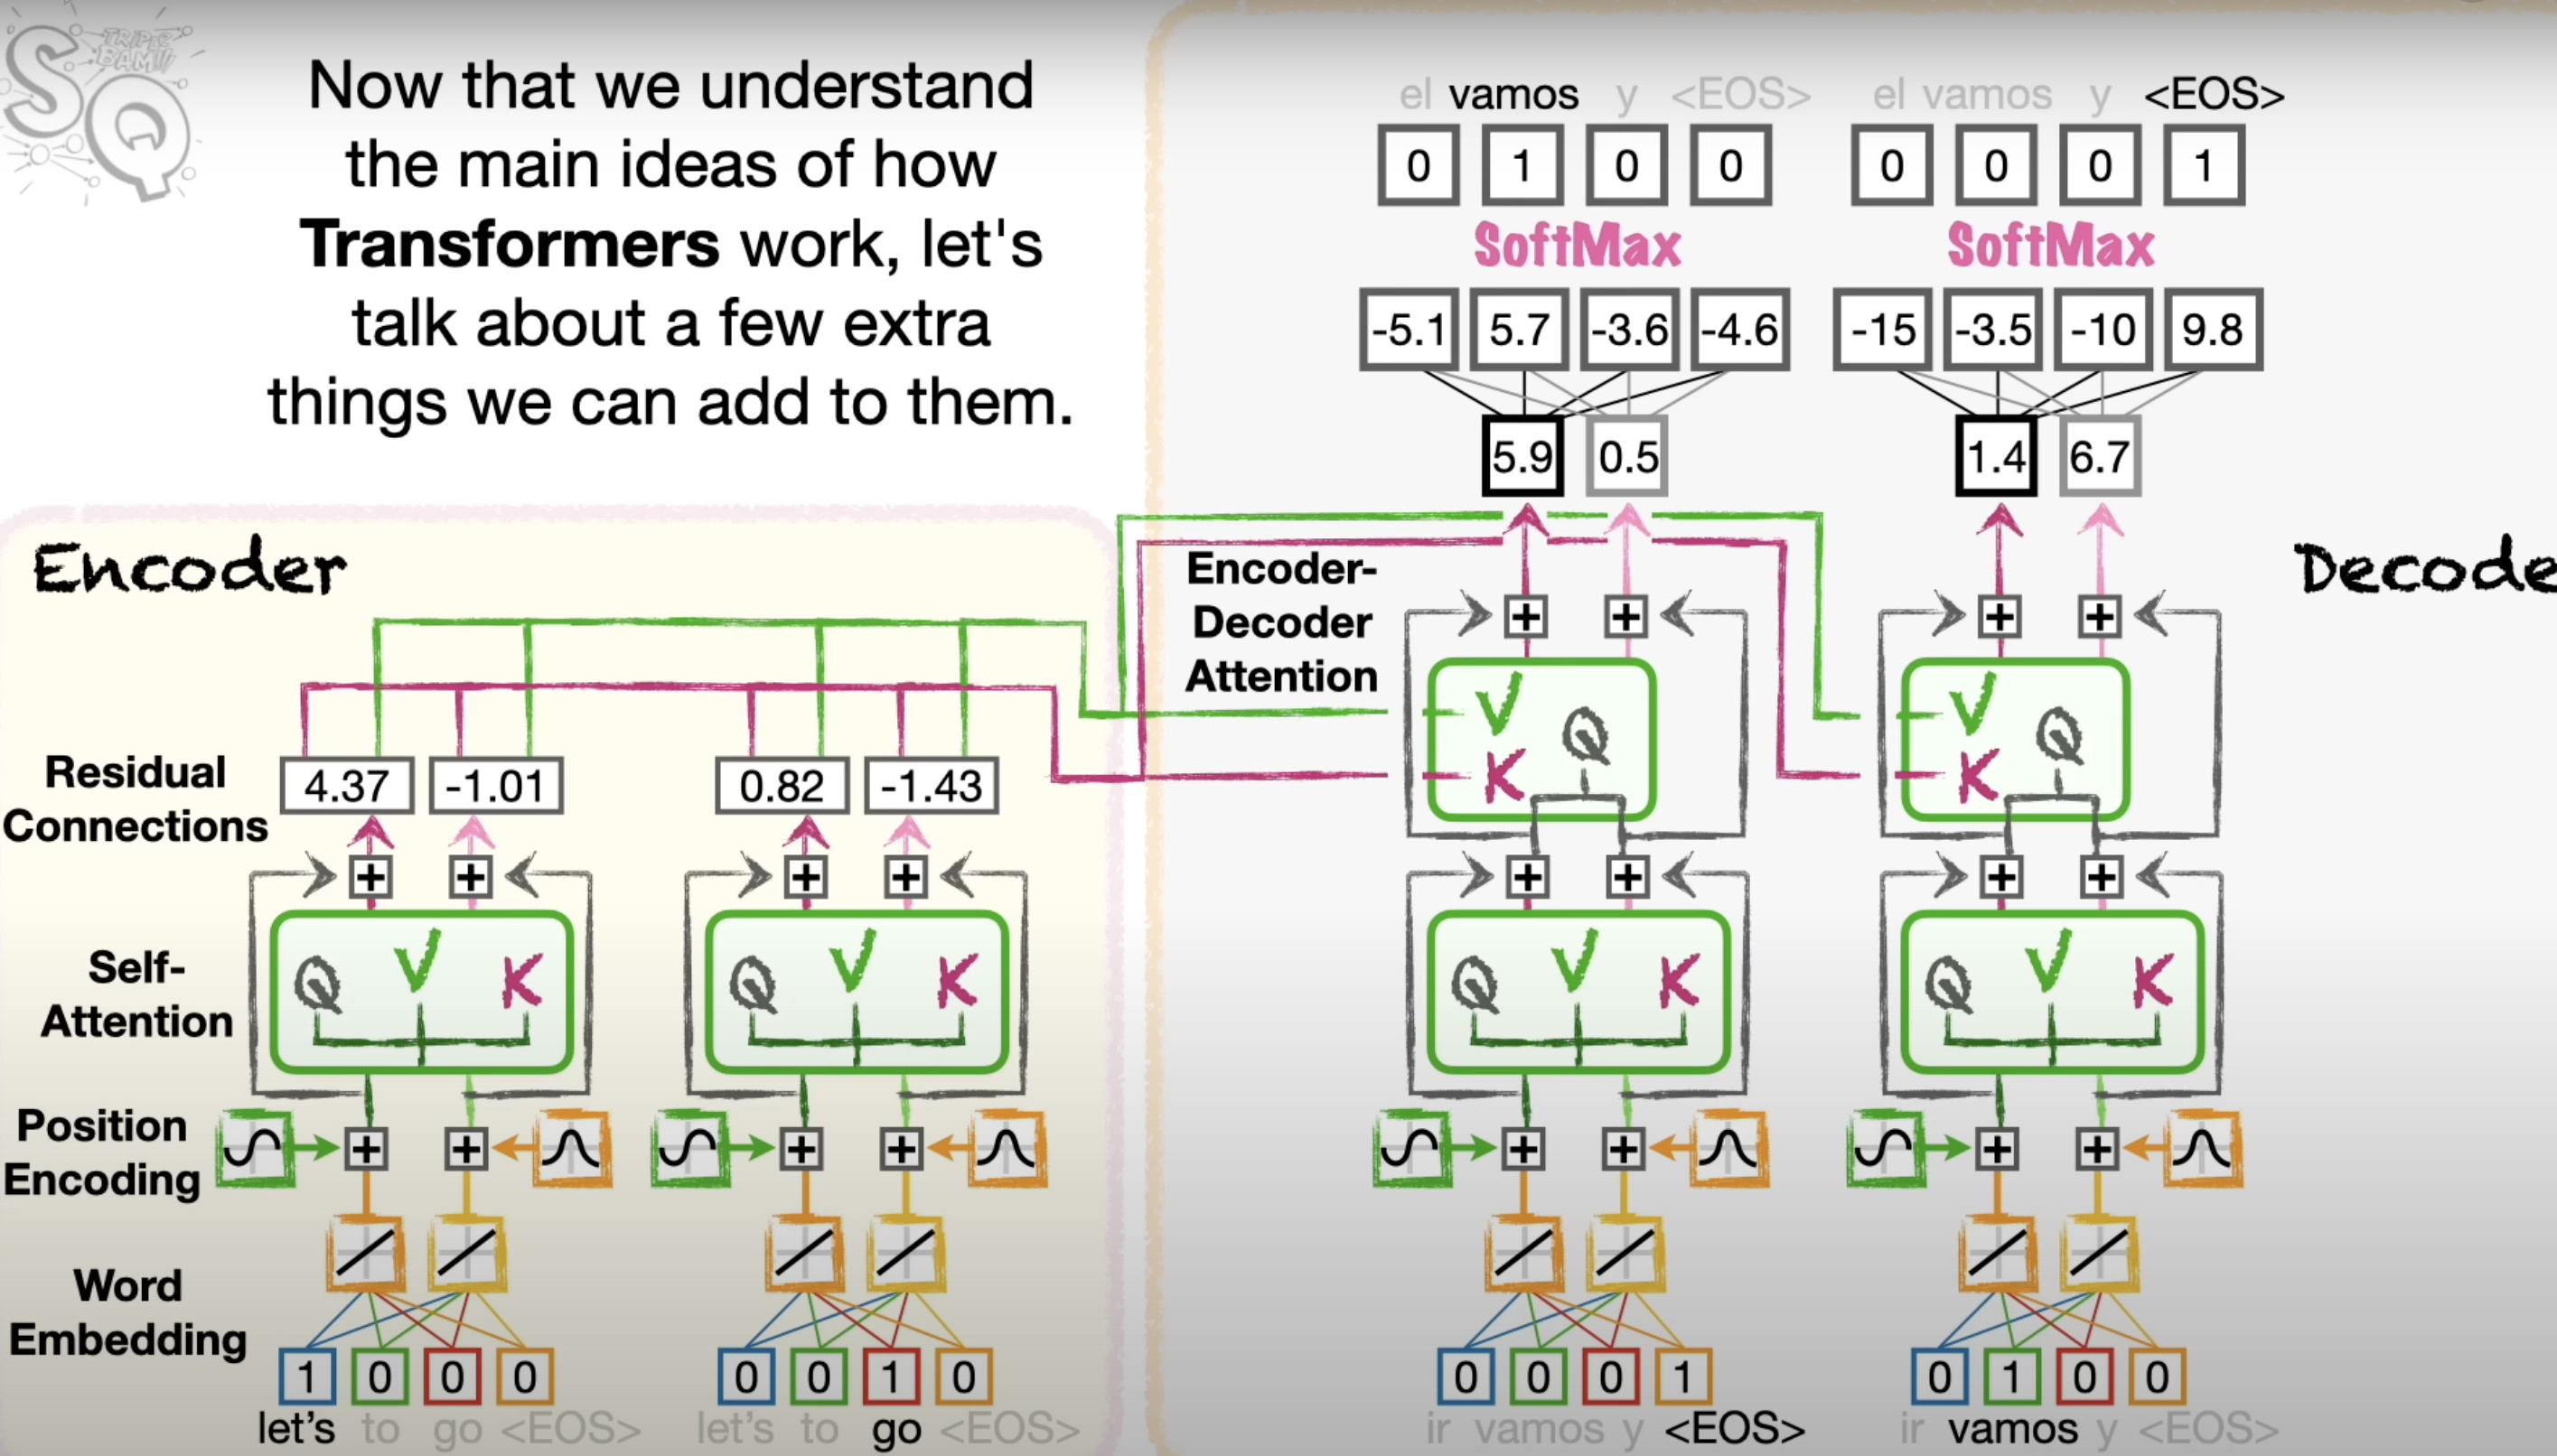 SQ
TRIPLE
BAM!!!
Now that we understand
the main ideas of how
Transformers work, let's
talk about a few extra
things we can add to them.
el vamos y <EOS>
0 1 0 0
SoftMax
-5.1 5.7 -3.6 -4.6
5.9 0.5
el vamos y <EOS>
0 0 0 1
SoftMax
-15 -3.5 -10 9.8
1.4 6.7
Encoder
Decode
Encoder-
Decoder
Attention
+ + + +
V Q K
V Q K
Residual
Connections
4.37 -1.01 0.82 -1.43
+ + + + + + + +
Self-
Attention
Q V K
Q V K
Q V K
Q V K
Position
Encoding
+ + + + + + + +
Word
Embedding
1 0 0 0
let's to go <EOS>
0 0 1 0
let's to go <EOS>
0 0 0 1
ir vamos y <EOS>
0 1 0 0
ir vamos y <EOS>